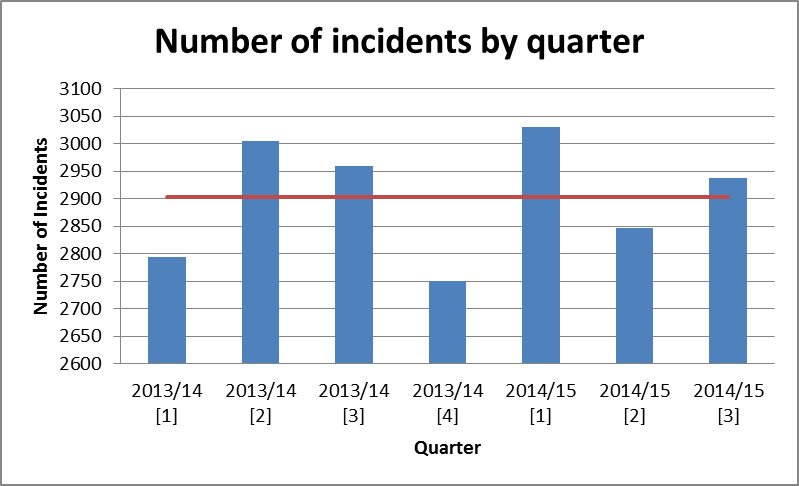 Number of incidents by quarter
3100
3050
3000
2950
2900
2850
2800
2750
2700
2650
2600
Number of Incidents
2013/14 2013/14 2013/14 2013/14 2014/15 2014/15 2014/15
[1] [2] [3] [4] [1] [2] [3]
Quarter